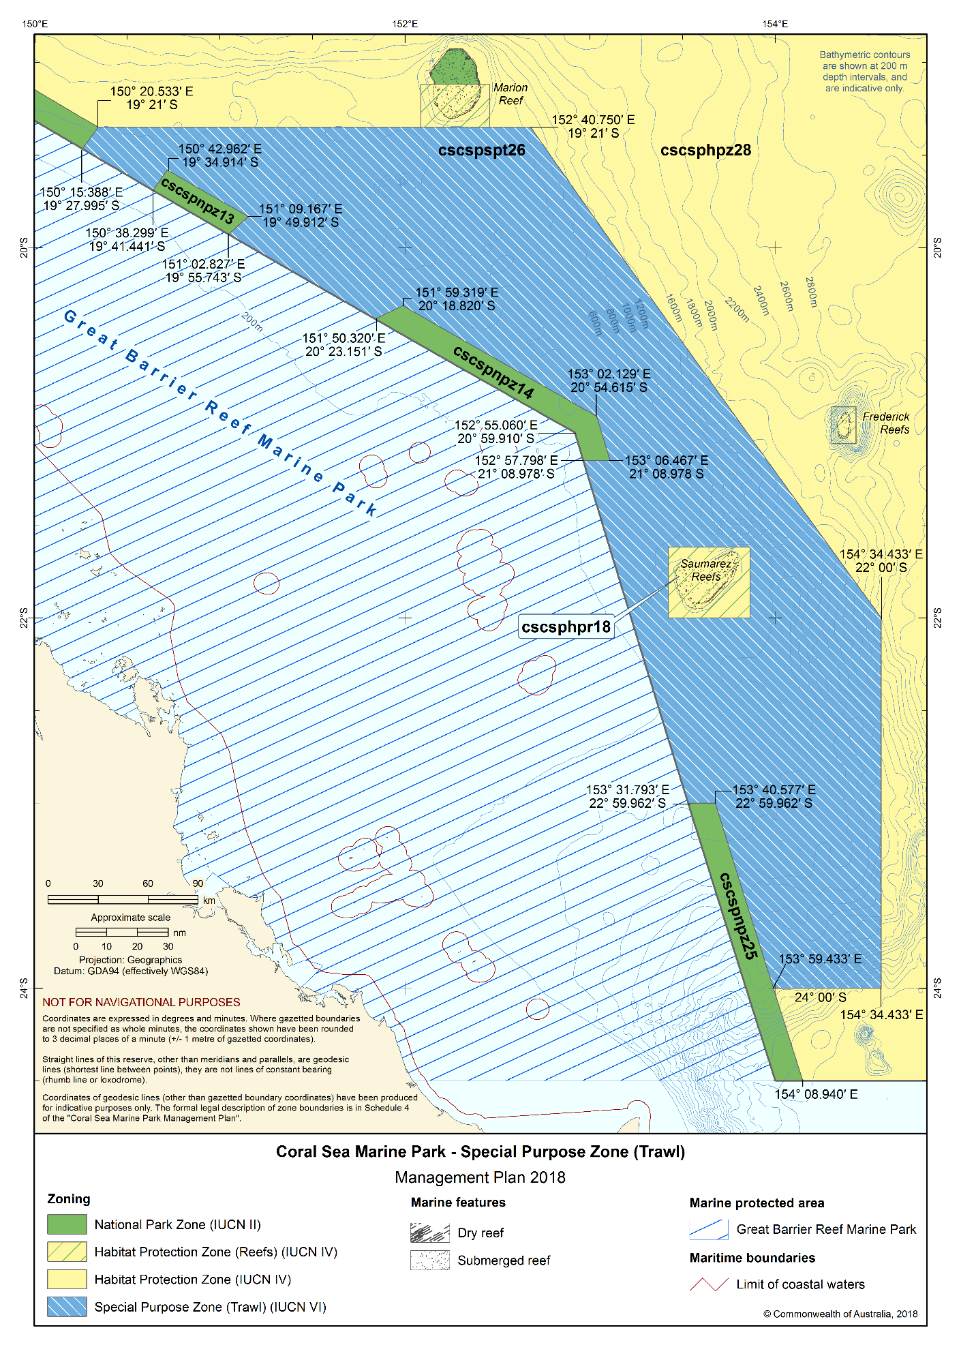 150°E
152°E
154°E
Bathymetric contours
are shown at 200 m
depth intervals, and
are indicative only.
Marion
Reef
150° 20.533' E
19° 21' S
152° 40.750' E
19° 21' S
cscspspt26
cscsphpz28
150° 42.962' E
19° 34.914' S
cscspnpz13
150° 15.388' E
19° 27.995' S
151° 09.167' E
19° 49.912' S
150° 38.299' E
19° 41.441' S
151° 02.827' E
19° 55.743' S
20°S
20°S
151° 59.319' E
20° 18.820' S
200m
600m
800m
1000m
1200m
1600m
1800m
2000m
2200m
2400m
2600m
2800m
Great Barrier Reef Marine Park
151° 50.320' E
20° 23.151' S
cscspnpz14
153° 02.129' E
20° 54.615' S
Frederick
Reefs
152° 55.060' E
20° 59.910' S
152° 57.798' E
21° 08.978' S
153° 06.467' E
21° 08.978 S
154° 34.433' E
22° 00' S
Saumarez
Reefs
cscsphpr18
22°S
22°S
153° 31.793' E
22° 59.962' S
153° 40.577' E
22° 59.962' S
cscspnpz25
0 30 60 90
km
Approximate scale
nm
0 10 20 30
Projection: Geographics
Datum: GDA94 (effectively WGS84)
153° 59.433' E
24° 00' S
154° 34.433' E
24°S
24°S
154° 08.940' E
NOT FOR NAVIGATIONAL PURPOSES
Coordinates are expressed in degrees and minutes. Where gazetted boundaries
are not specified as whole minutes, the coordinates shown have been rounded
to 3 decimal places of a minute (+/- 1 metre of gazetted coordinates).
Straight lines of this reserve, other than meridians and parallels, are geodesic
lines (shortest line between points), they are not lines of constant bearing
(rhumb line or loxodrome).
Coordinates of geodesic lines (other than gazetted boundary coordinates) have been produced
for indicative purposes only. The formal legal description of zone boundaries is in Schedule 4
of the "Coral Sea Marine Park Management Plan".
Coral Sea Marine Park - Special Purpose Zone (Trawl)
Management Plan 2018
Zoning
National Park Zone (IUCN II)
Habitat Protection Zone (Reefs) (IUCN IV)
Habitat Protection Zone (IUCN IV)
Special Purpose Zone (Trawl) (IUCN VI)
Marine features
Dry reef
Submerged reef
Marine protected area
Great Barrier Reef Marine Park
Maritime boundaries
Limit of coastal waters
© Commonwealth of Australia, 2018